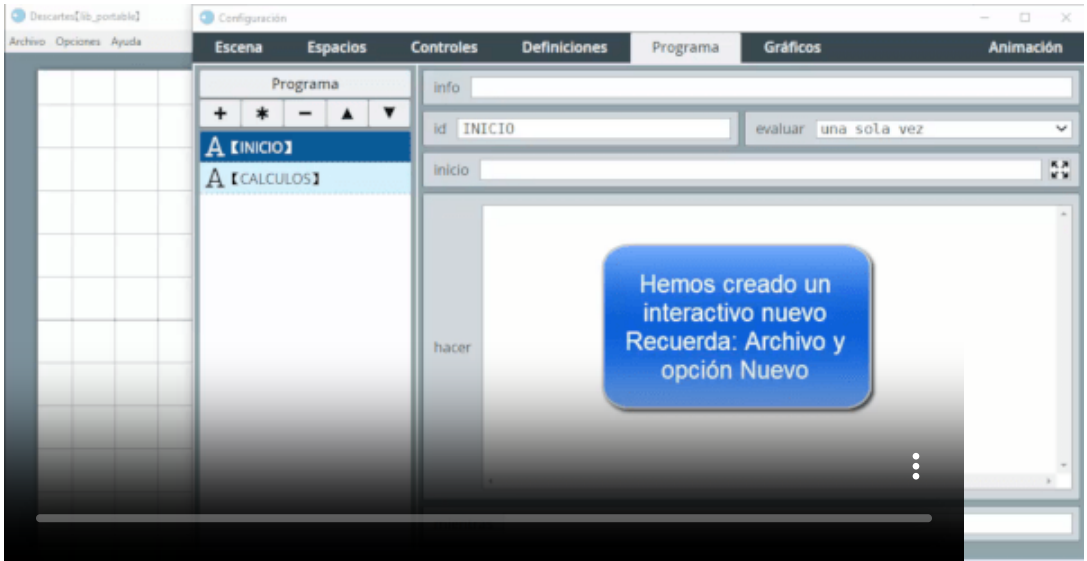 Descartes【lib_portable】
Configuración
Archivo Opciones Ayuda
Escena Espacios Controles Definiciones Programa Gráficos Animación
Programa
info
+ * − ▲ ▼
id INICIO evaluar una sola vez
A【INICIO】
inicio
A【CALCULOS】
hacer
Hemos creado un
interactivo nuevo
Recuerda: Archivo y
opción Nuevo